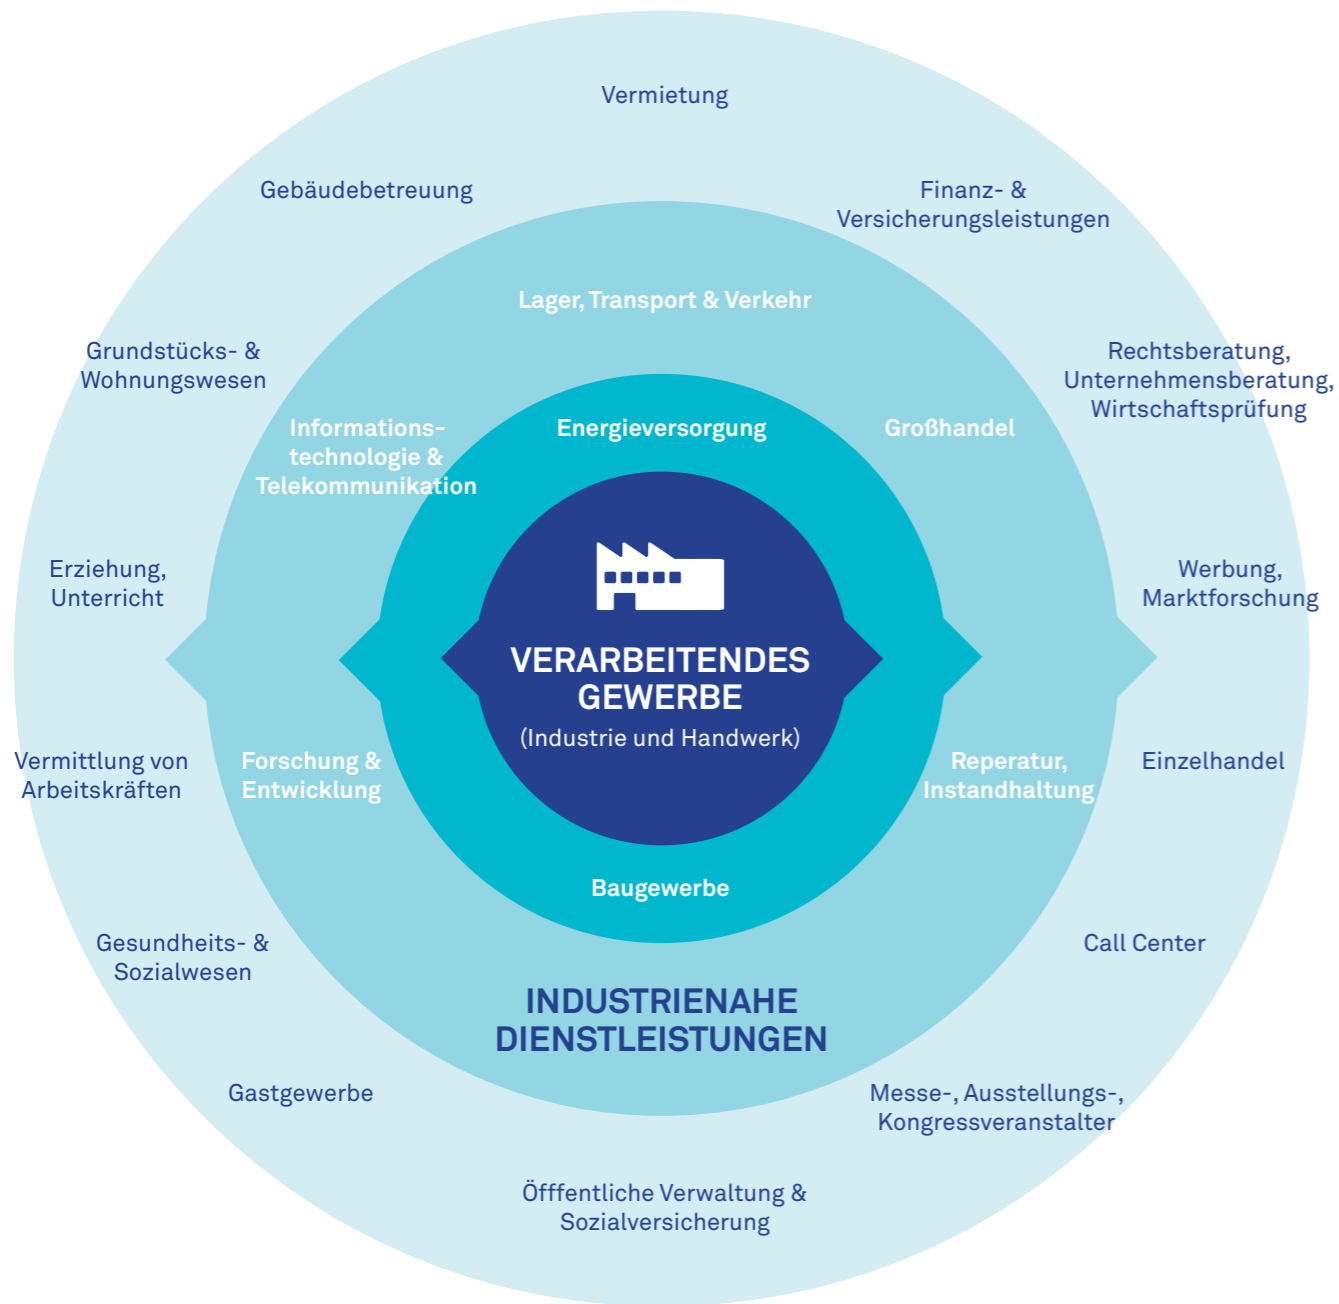 Vermietung
Gebäudebetreuung
Finanz- &
Versicherungsleistungen
Lager, Transport & Verkehr
Grundstücks- &
Wohnungswesen
Rechtsberatung,
Unternehmensberatung,
Wirtschaftsprüfung
Informations-
technologie &
Telekommunikation
Energieversorgung
Großhandel
Erziehung,
Unterricht
Werbung,
Marktforschung
VERARBEITENDES
GEWERBE
(Industrie und Handwerk)
Vermittlung von
Arbeitskräften
Forschung &
Entwicklung
Reperatur,
Instandhaltung
Einzelhandel
Baugewerbe
Gesundheits- &
Sozialwesen
Call Center
INDUSTRIENAHE
DIENSTLEISTUNGEN
Gastgewerbe
Messe-, Ausstellungs-,
Kongressveranstalter
Öfffentliche Verwaltung &
Sozialversicherung